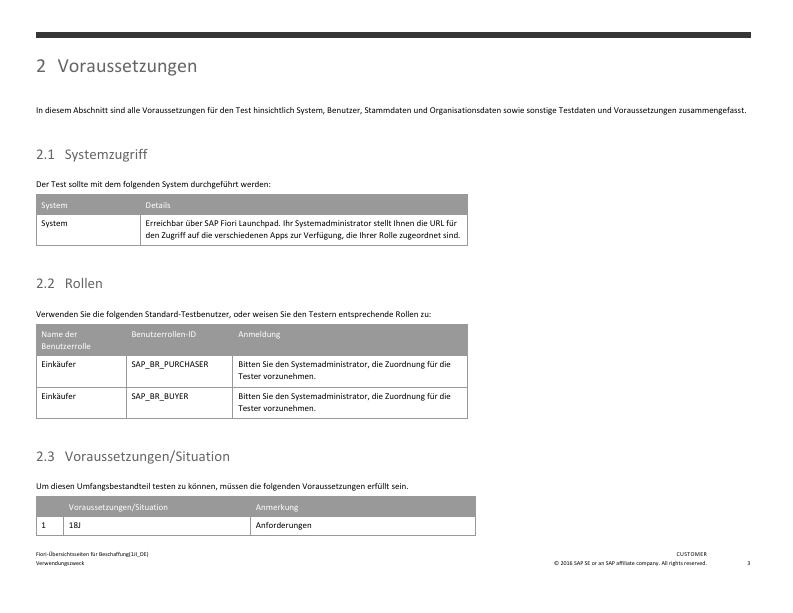 2 Voraussetzungen
In diesem Abschnitt sind alle Voraussetzungen für den Test hinsichtlich System, Benutzer, Stammdaten und Organisationsdaten sowie sonstige Testdaten und Voraussetzungen zusammengefasst.
2.1 Systemzugriff
Der Test sollte mit dem folgenden System durchgeführt werden:
System Details
System Erreichbar über SAP Fiori Launchpad. Ihr Systemadministrator stellt Ihnen die URL für
den Zugriff auf die verschiedenen Apps zur Verfügung, die Ihrer Rolle zugeordnet sind.
2.2 Rollen
Verwenden Sie die folgenden Standard-Testbenutzer, oder weisen Sie den Testern entsprechende Rollen zu:
Name der Benutzerrollen-ID Anmeldung
Benutzerrolle
Einkäufer SAP_BR_PURCHASER Bitten Sie den Systemadministrator, die Zuordnung für die
Tester vorzunehmen.
Einkäufer SAP_BR_BUYER Bitten Sie den Systemadministrator, die Zuordnung für die
Tester vorzunehmen.
2.3 Voraussetzungen/Situation
Um diesen Umfangsbestandteil testen zu können, müssen die folgenden Voraussetzungen erfüllt sein.
Voraussetzungen/Situation Anmerkung
1 18J Anforderungen
Fiori-Übersichtsseiten für Beschaffung(1JI_DE) CUSTOMER
Verwendungszweck © 2016 SAP SE or an SAP affiliate company. All rights reserved. 3